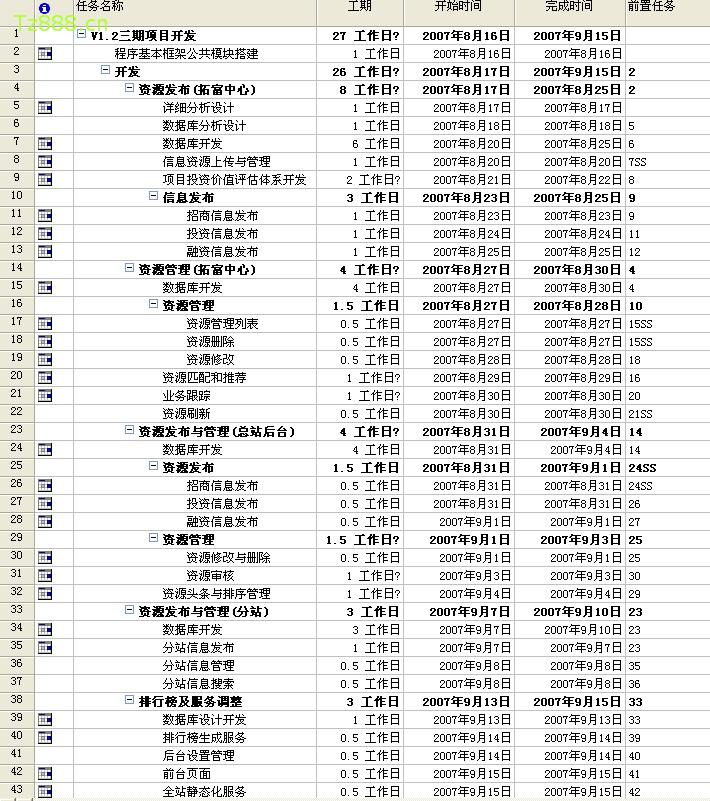 任务名称 工期 开始时间 完成时间 前置任务
Tz888.cn
1 V1.2三期项目开发 27 工作日? 2007年8月16日 2007年9月15日
2 程序基本框架公共模块搭建 1 工作日 2007年8月16日 2007年8月16日
3 开发 26 工作日? 2007年8月17日 2007年9月15日 2
4 资源发布(拓富中心) 8 工作日? 2007年8月17日 2007年8月25日 2
5 详细分析设计 1 工作日 2007年8月17日 2007年8月17日
6 数据库分析设计 1 工作日 2007年8月18日 2007年8月18日 5
7 数据库开发 6 工作日 2007年8月20日 2007年8月25日 6
8 信息资源上传与管理 1 工作日 2007年8月20日 2007年8月20日 7SS
9 项目投资价值评估体系开发 2 工作日? 2007年8月21日 2007年8月22日 8
10 信息发布 3 工作日 2007年8月23日 2007年8月25日 9
11 招商信息发布 1 工作日 2007年8月23日 2007年8月23日 9
12 投资信息发布 1 工作日 2007年8月24日 2007年8月24日 11
13 融资信息发布 1 工作日 2007年8月25日 2007年8月25日 12
14 资源管理(拓富中心) 4 工作日? 2007年8月27日 2007年8月30日 4
15 数据库开发 4 工作日 2007年8月27日 2007年8月30日 4
16 资源管理 1.5 工作日 2007年8月27日 2007年8月28日 10
17 资源管理列表 0.5 工作日 2007年8月27日 2007年8月27日 15SS
18 资源删除 0.5 工作日 2007年8月27日 2007年8月27日 15SS
19 资源修改 0.5 工作日 2007年8月28日 2007年8月28日 18
20 资源匹配和推荐 1 工作日? 2007年8月29日 2007年8月29日 16
21 业务跟踪 1 工作日? 2007年8月30日 2007年8月30日 20
22 资源刷新 0.5 工作日 2007年8月30日 2007年8月30日 21SS
23 资源发布与管理(总站后台) 4 工作日? 2007年8月31日 2007年9月4日 14
24 数据库开发 4 工作日 2007年8月31日 2007年9月4日 14
25 资源发布 1.5 工作日 2007年8月31日 2007年9月1日 24SS
26 招商信息发布 0.5 工作日 2007年8月31日 2007年8月31日 24SS
27 投资信息发布 0.5 工作日 2007年8月31日 2007年8月31日 26
28 融资信息发布 0.5 工作日 2007年9月1日 2007年9月1日 27
29 资源管理 1.5 工作日? 2007年9月1日 2007年9月3日 25
30 资源修改与删除 0.5 工作日 2007年9月1日 2007年9月1日 25
31 资源审核 1 工作日? 2007年9月3日 2007年9月3日 30
32 资源头条与排序管理 1 工作日? 2007年9月4日 2007年9月4日 29
33 资源发布与管理(分站) 3 工作日 2007年9月7日 2007年9月10日 23
34 数据库开发 3 工作日 2007年9月7日 2007年9月10日 23
35 分站信息发布 1 工作日 2007年9月7日 2007年9月7日 23
36 分站信息管理 0.5 工作日 2007年9月8日 2007年9月8日 35
37 分站信息搜索 0.5 工作日 2007年9月8日 2007年9月8日 36
38 排行榜及服务调整 3 工作日 2007年9月13日 2007年9月15日 33
39 数据库设计开发 1 工作日 2007年9月13日 2007年9月13日 33
40 排行榜生成服务 0.5 工作日 2007年9月14日 2007年9月14日 39
41 后台设置管理 0.5 工作日 2007年9月14日 2007年9月14日 40
42 前台页面 0.5 工作日 2007年9月15日 2007年9月15日 41
43 全站静态化服务 0.5 工作日 2007年9月15日 2007年9月15日 42